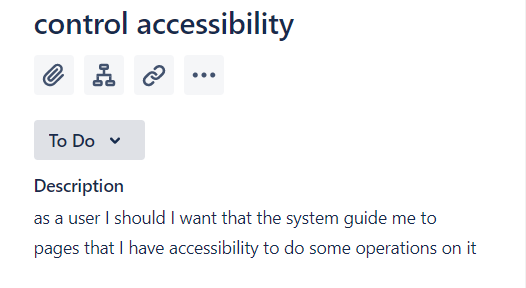 control accessibility
To Do
Description
as a user I should I want that the system guide me to
pages that I have accessibility to do some operations on it